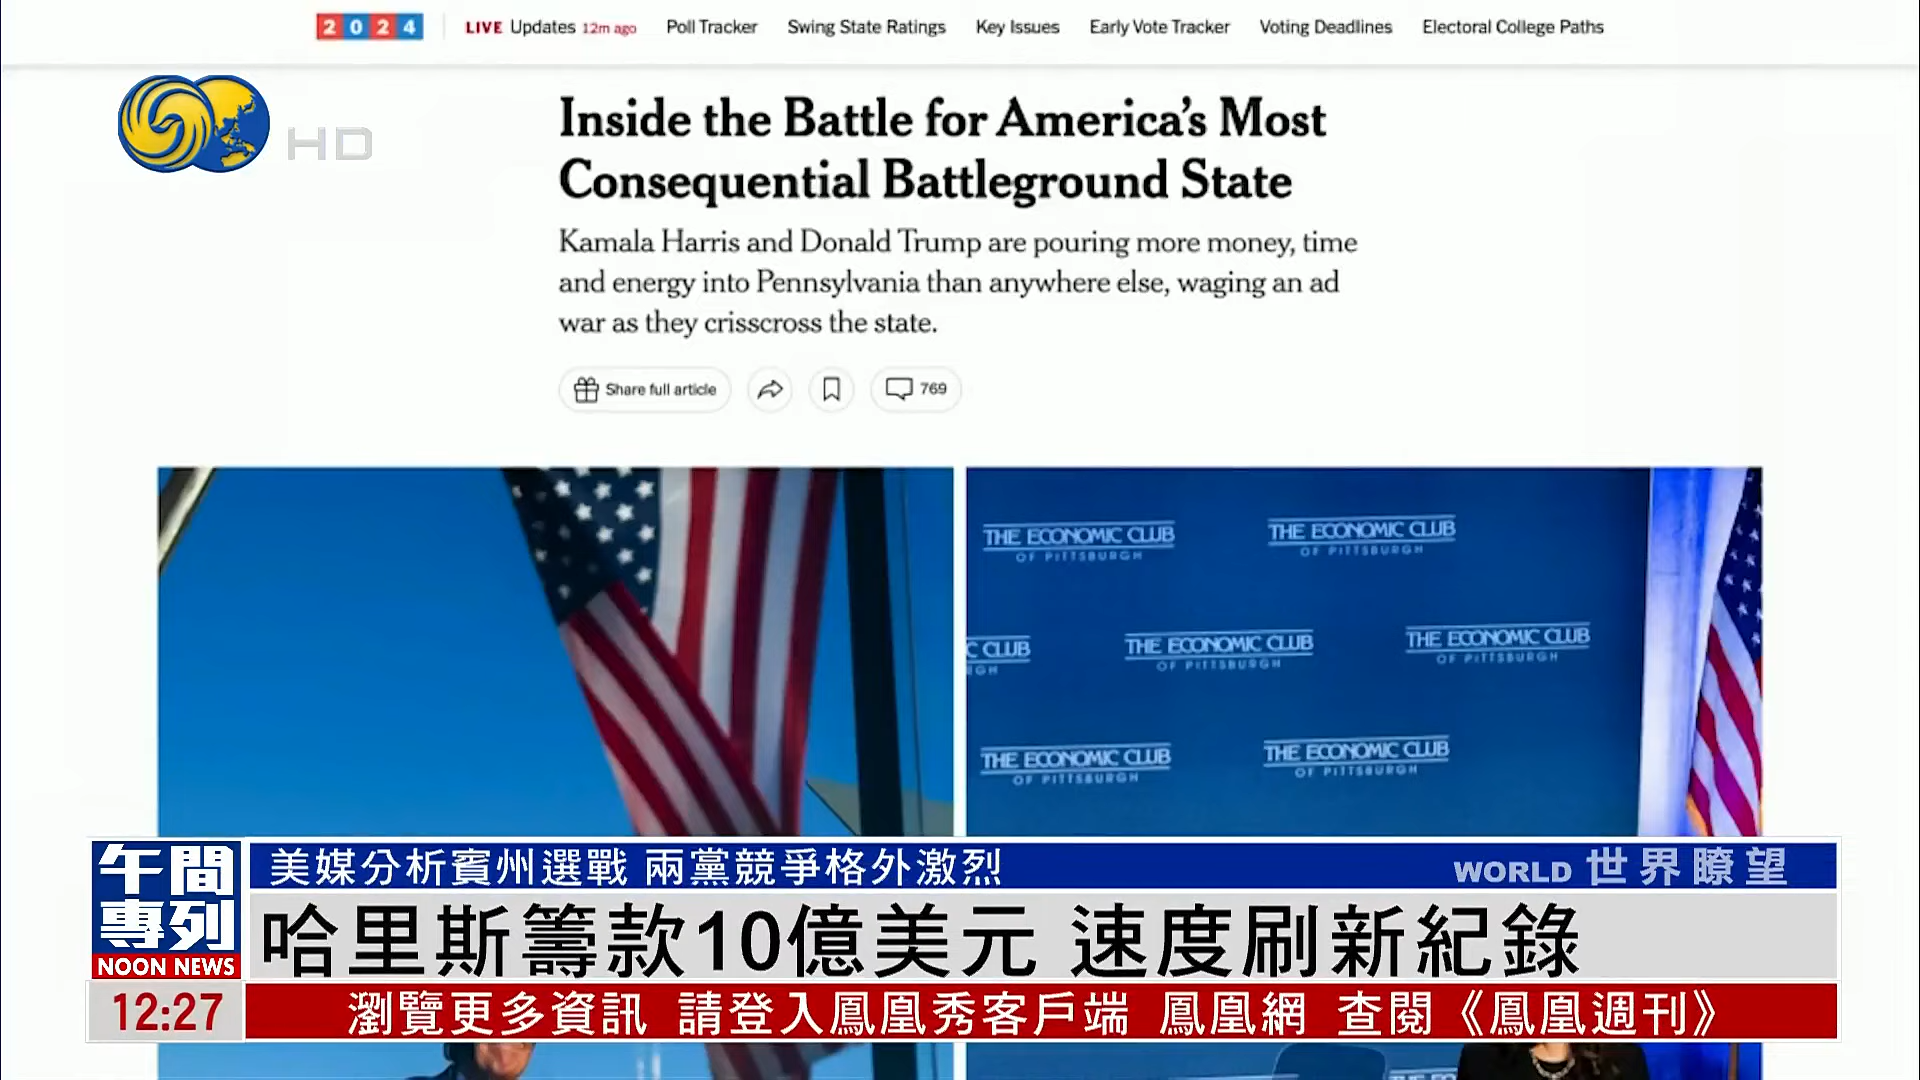 2024 LIVE Updates 12m ago Poll Tracker Swing State Ratings Key Issues Early Vote Tracker Voting Deadlines Electoral College Paths
HD
Inside the Battle for America’s Most
Consequential Battleground State
Kamala Harris and Donald Trump are pouring more money, time
and energy into Pennsylvania than anywhere else, waging an ad
war as they crisscross the state.
Share full article 769
THE ECONOMIC CLUB
OF PITTSBURGH
THE ECONOMIC CLUB
OF PITTSBURGH
C CLUB
RGH
THE ECONOMIC CLUB
OF PITTSBURGH
THE ECONOMIC CLUB
OF PITTSBURGH
THE ECONOMIC CLUB
OF PITTSBURGH
THE ECONOMIC CLUB
OF PITTSBURGH
午間
專列
NOON NEWS
美媒分析賓州選戰 兩黨競爭格外激烈
WORLD 世界瞭望
哈里斯籌款10億美元 速度刷新紀錄
12:27
瀏覽更多資訊 請登入鳳凰秀客戶端 鳳凰網 查閱《鳳凰週刊》